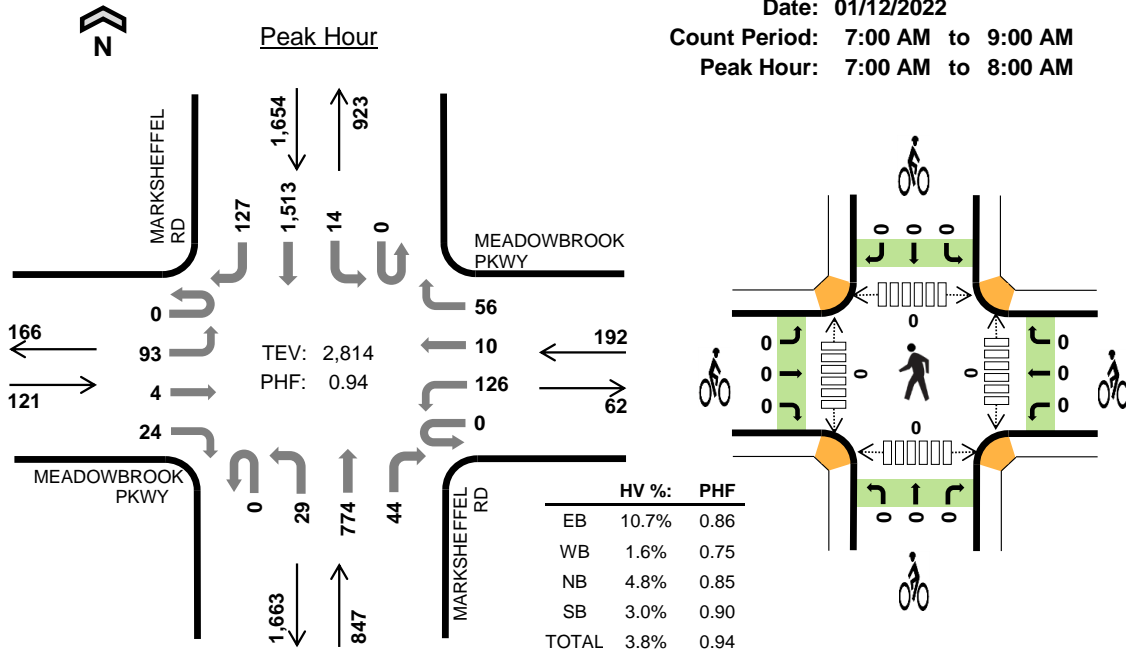 Date: 01/12/2022
N
Peak Hour
Count Period: 7:00 AM to 9:00 AM
Peak Hour: 7:00 AM to 8:00 AM
1,654
923
MARKSHEFFEL
RD
127
1,513
14
0
MEADOWBROOK
PKWY
0
93
4
24
166
121
TEV: 2,814
PHF: 0.94
56
10
126
0
192
62
MEADOWBROOK
PKWY
0
29
774
44
MARKSHEFFEL
RD
1,663
847
0 0 0
0
0
0
0
0
0
0
0
0
0
0
0 0 0
HV %: PHF
EB 10.7% 0.86
WB 1.6% 0.75
NB 4.8% 0.85
SB 3.0% 0.90
TOTAL 3.8% 0.94